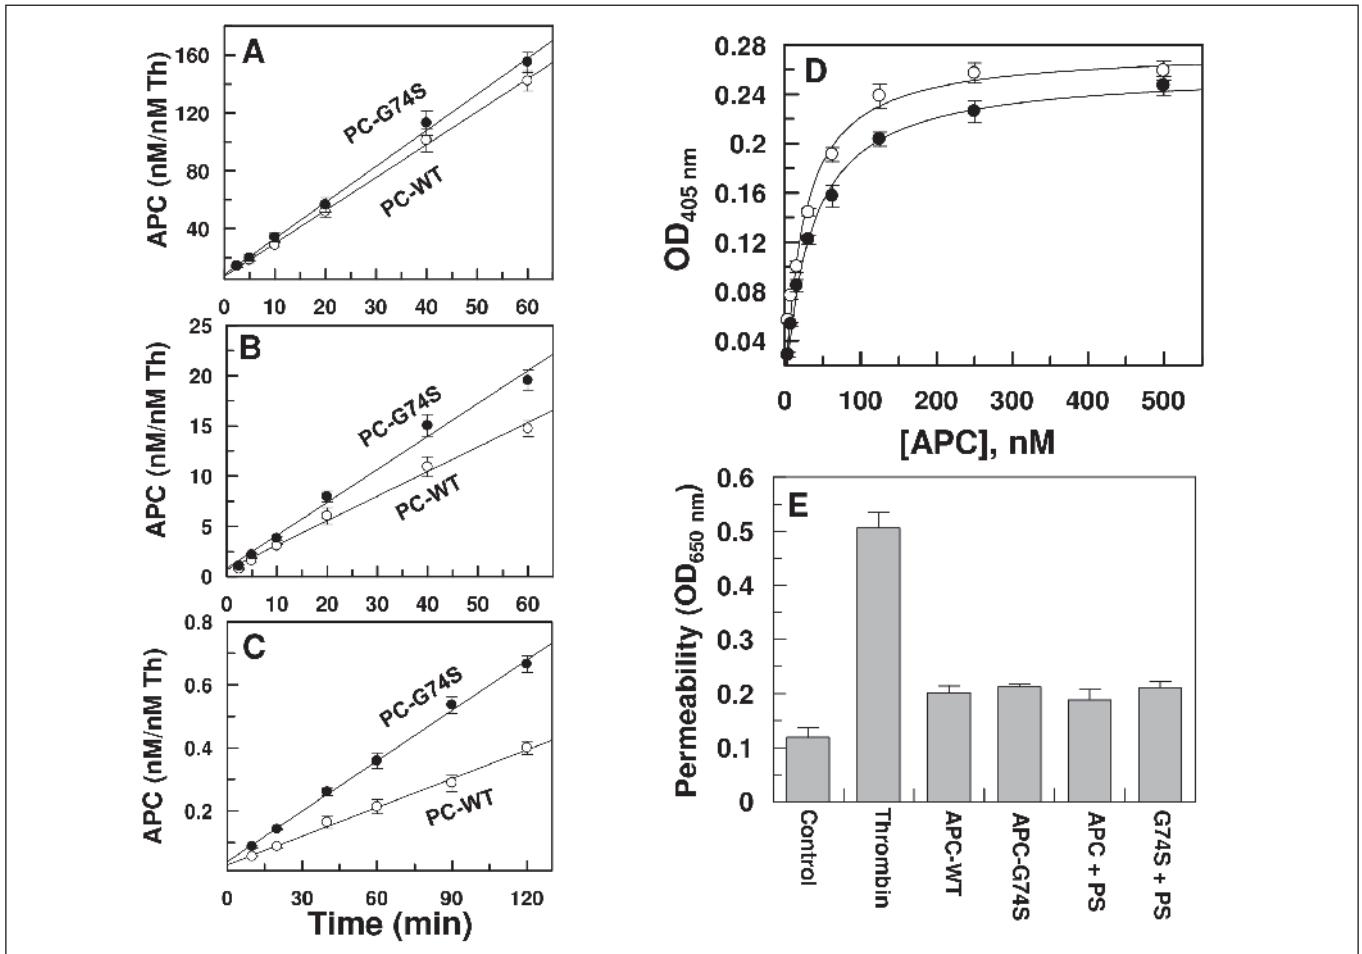 A
APC (nM/nM Th)
160
120
80
40
PC-G74S
PC-WT
0 10 20 30 40 50 60
B
APC (nM/nM Th)
25
20
15
10
5
0
PC-G74S
PC-WT
0 10 20 30 40 50 60
C
APC (nM/nM Th)
0.8
0.6
0.4
0.2
PC-G74S
PC-WT
0 30 60 90 120
Time (min)
D
OD405 nm
0.28
0.24
0.2
0.16
0.12
0.08
0.04
0 100 200 300 400 500
[APC], nM
E
Permeability (OD650 nm)
0.6
0.5
0.4
0.3
0.2
0.1
0
Control
Thrombin
APC-WT
APC-G74S
APC + PS
G74S + PS